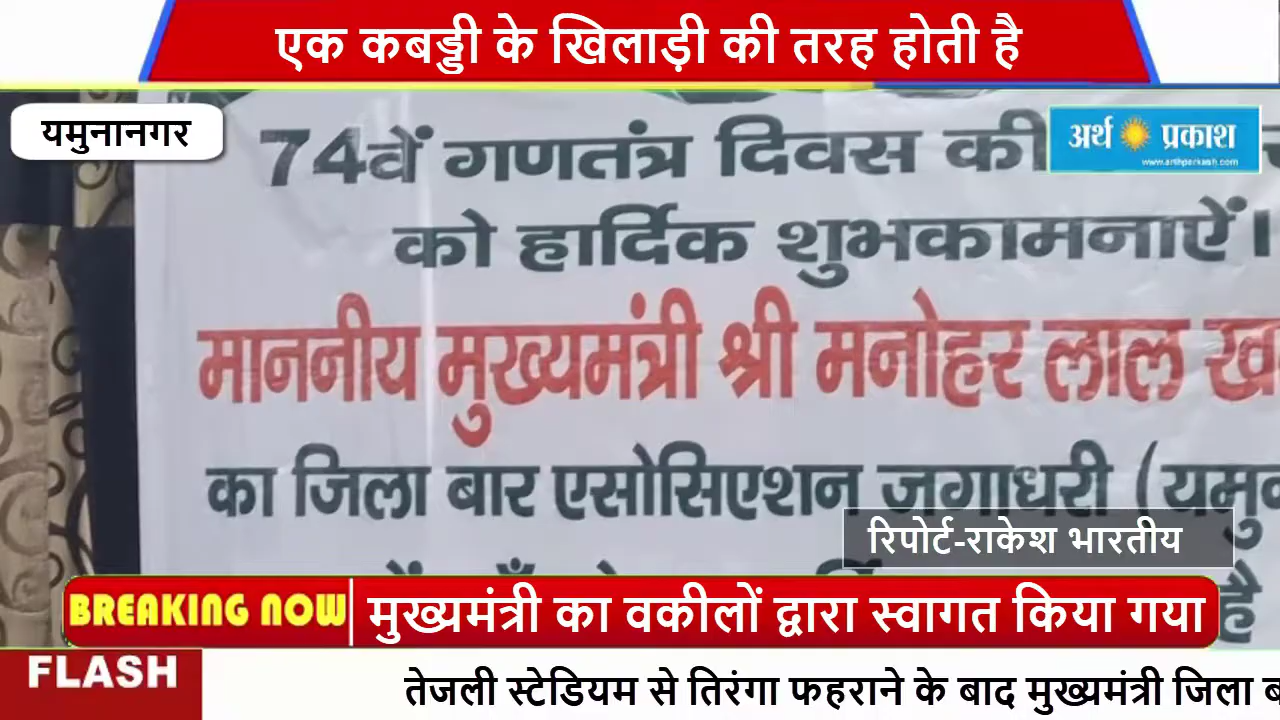 एक कबड्डी के खिलाड़ी की तरह होती है
यमुनानगर
अर्थ प्रकाश
www.arthparkash.com
74वें गणतंत्र दिवस की
को हार्दिक शुभकामनाऐं।
माननीय मुख्यमंत्री श्री मनोहर लाल
का जिला बार एसोसिएशन जगाधरी
रिपोर्ट-राकेश भारतीय
है
BREAKING NOW मुख्यमंत्री का वकीलों द्वारा स्वागत किया गया
FLASH तेजली स्टेडियम से तिरंगा फहराने के बाद मुख्यमंत्री जिला